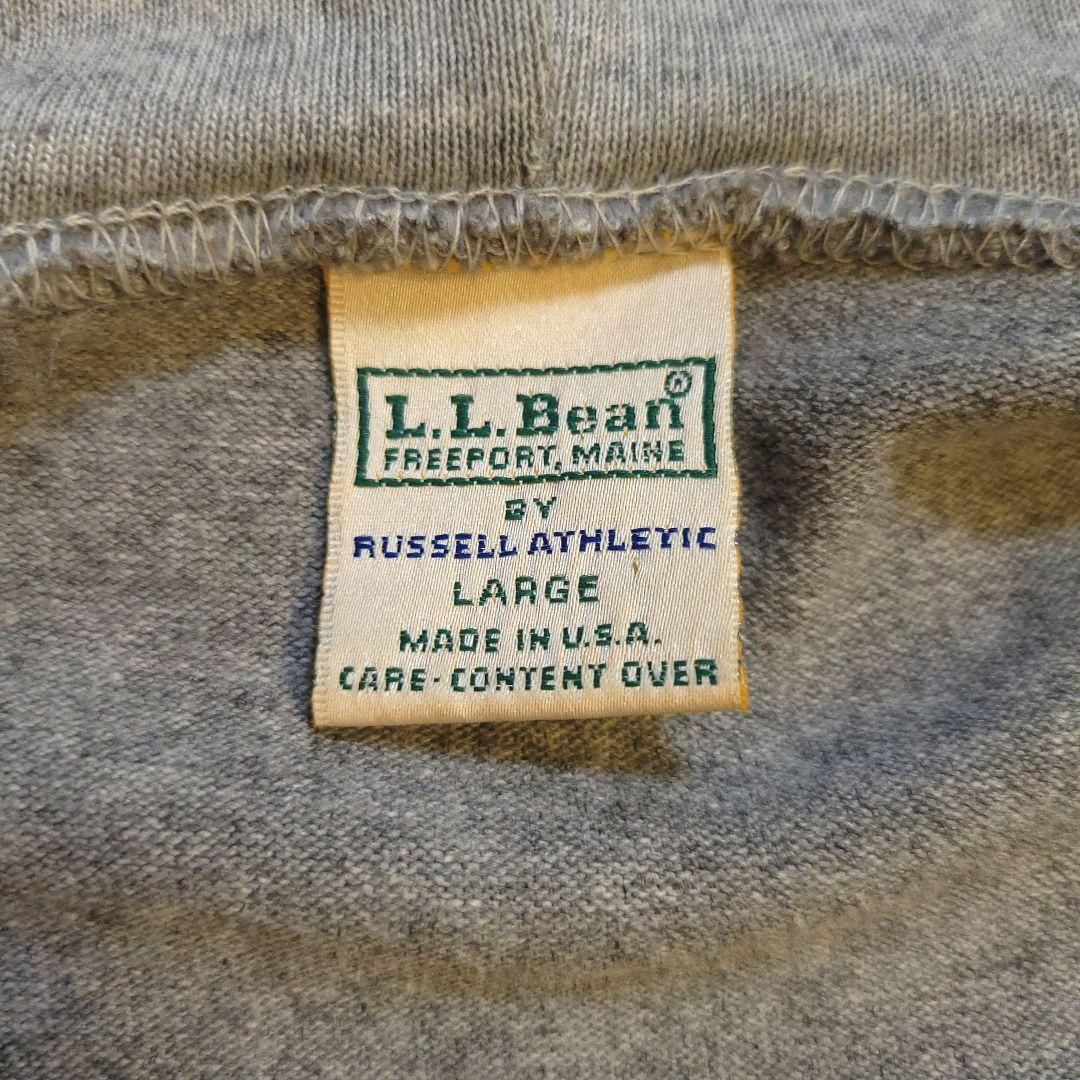 L.L.Bean®
FREEPORT, MAINE
BY
RUSSELL ATHLETIC
LARGE
MADE IN U.S.A.
CARE·CONTENT OVER